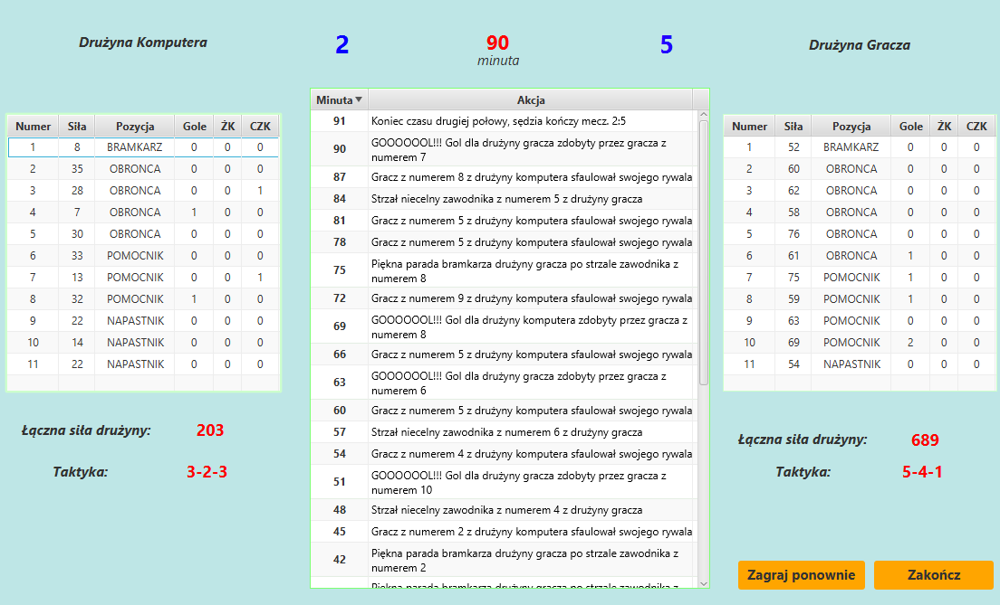 Drużyna Komputera
2
90
minuta
5
Drużyna Gracza
Numer Siła Pozycja Gole ŻK CZK
1 8 BRAMKARZ 0 0 0
2 35 OBRONCA 0 0 0
3 28 OBRONCA 0 0 1
4 7 OBRONCA 1 0 0
5 30 OBRONCA 0 0 0
6 33 POMOCNIK 0 0 0
7 13 POMOCNIK 0 0 1
8 32 POMOCNIK 1 0 0
9 22 NAPASTNIK 0 0 0
10 14 NAPASTNIK 0 0 0
11 22 NAPASTNIK 0 0 0
Łączna siła drużyny: 203
Taktyka: 3-2-3
Minuta Akcja
91 Koniec czasu drugiej połowy, sędzia kończy mecz. 2:5
90 GOOOOOOL!!! Gol dla drużyny gracza zdobyty przez gracza z
numerem 7
87 Gracz z numerem 8 z drużyny komputera sfaulował swojego rywala
84 Strzał niecelny zawodnika z numerem 5 z drużyny gracza
81 Gracz z numerem 5 z drużyny komputera sfaulował swojego rywala
78 Gracz z numerem 5 z drużyny komputera sfaulował swojego rywala
75 Piękna parada bramkarza drużyny gracza po strzale zawodnika z
numerem 8
72 Gracz z numerem 9 z drużyny komputera sfaulował swojego rywala
69 GOOOOOOL!!! Gol dla drużyny komputera zdobyty przez gracza z
numerem 8
66 Gracz z numerem 5 z drużyny komputera sfaulował swojego rywala
63 GOOOOOOL!!! Gol dla drużyny gracza zdobyty przez gracza z
numerem 6
60 Gracz z numerem 5 z drużyny komputera sfaulował swojego rywala
57 Strzał niecelny zawodnika z numerem 6 z drużyny gracza
54 Gracz z numerem 4 z drużyny komputera sfaulował swojego rywala
51 GOOOOOOL!!! Gol dla drużyny gracza zdobyty przez gracza z
numerem 10
48 Strzał niecelny zawodnika z numerem 4 z drużyny gracza
45 Gracz z numerem 2 z drużyny komputera sfaulował swojego rywala
42 Piękna parada bramkarza drużyny gracza po strzale zawodnika z
numerem 2
Piękna parada bramkarza drużyny gracza po strzale zawodnika z
Numer Siła Pozycja Gole ŻK CZK
1 52 BRAMKARZ 0 0 0
2 60 OBRONCA 0 0 0
3 62 OBRONCA 0 0 0
4 58 OBRONCA 0 0 0
5 76 OBRONCA 0 0 0
6 61 OBRONCA 1 0 0
7 75 POMOCNIK 1 0 0
8 59 POMOCNIK 1 0 0
9 63 POMOCNIK 0 0 0
10 69 POMOCNIK 2 0 0
11 54 NAPASTNIK 0 0 0
Łączna siła drużyny: 689
Taktyka: 5-4-1
Zagraj ponownie
Zakończ